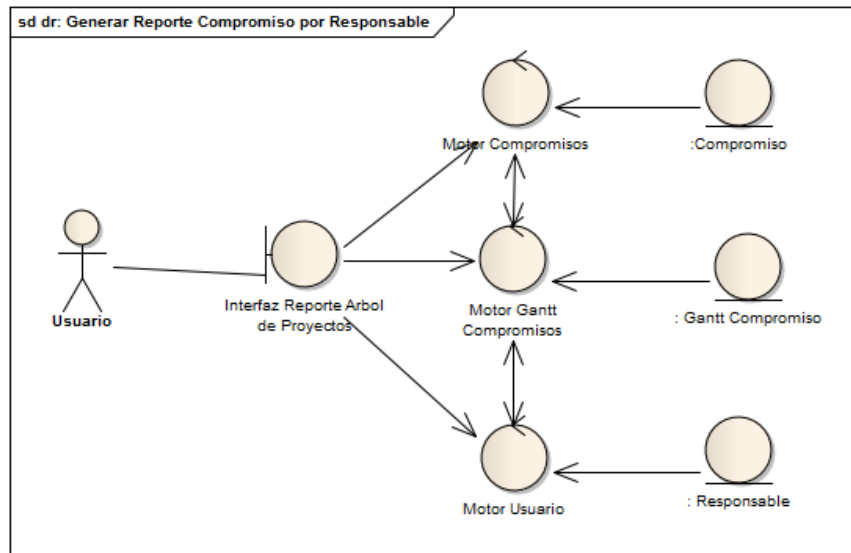 sd dr: Generar Reporte Compromiso por Responsable
Motor Compromisos
:Compromiso
Usuario
Interfaz Reporte Arbol
de Proyectos
Motor Gantt
Compromisos
: Gantt Compromiso
Motor Usuario
: Responsable